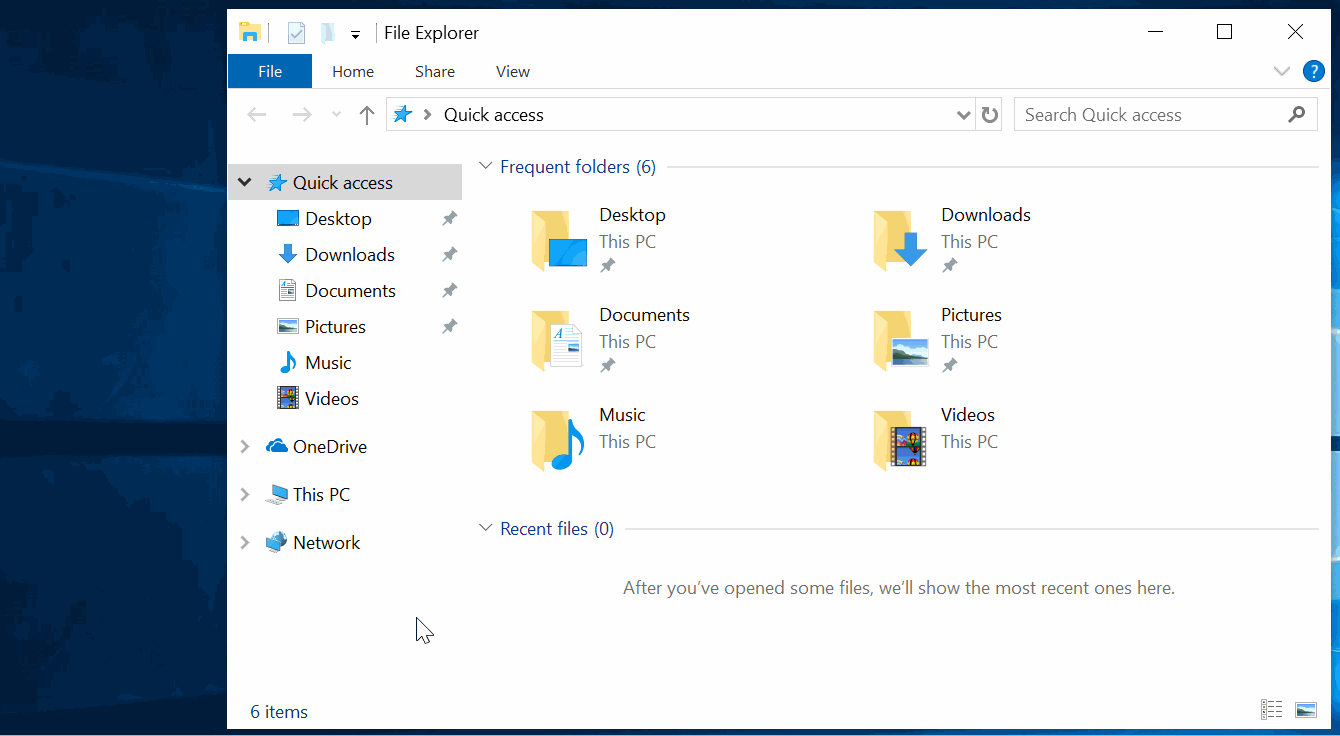 File Explorer
File Home Share View
?
Quick access
Search Quick access
Quick access
Desktop
Downloads
Documents
Pictures
Music
Videos
OneDrive
This PC
Network
Frequent folders (6)
Desktop
This PC
Downloads
This PC
Documents
This PC
Pictures
This PC
Music
This PC
Videos
This PC
Recent files (0)
After you’ve opened some files, we’ll show the most recent ones here.
6 items